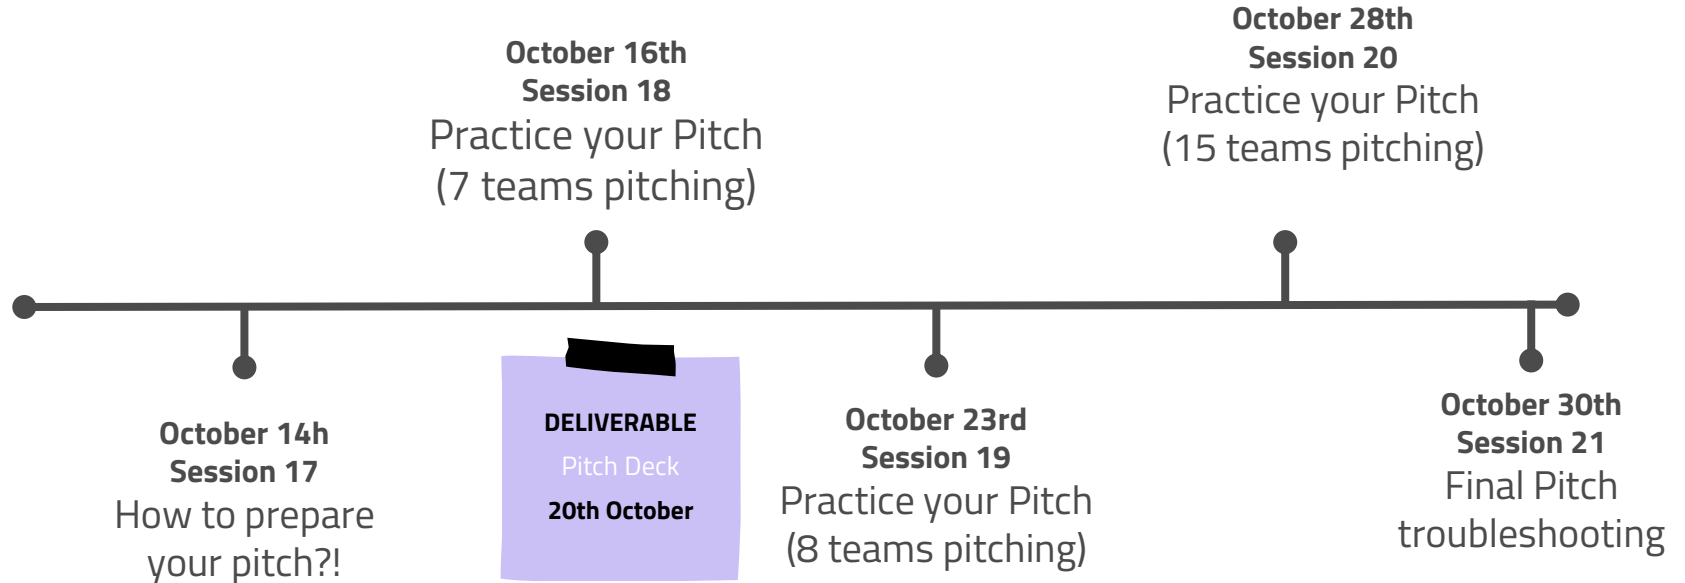 October 14h
Session 17
How to prepare
your pitch?!
October 16th
Session 18
Practice your Pitch
(7 teams pitching)
DELIVERABLE
Pitch Deck
20th October
October 23rd
Session 19
Practice your Pitch
(8 teams pitching)
October 28th
Session 20
Practice your Pitch
(15 teams pitching)
October 30th
Session 21
Final Pitch
troubleshooting